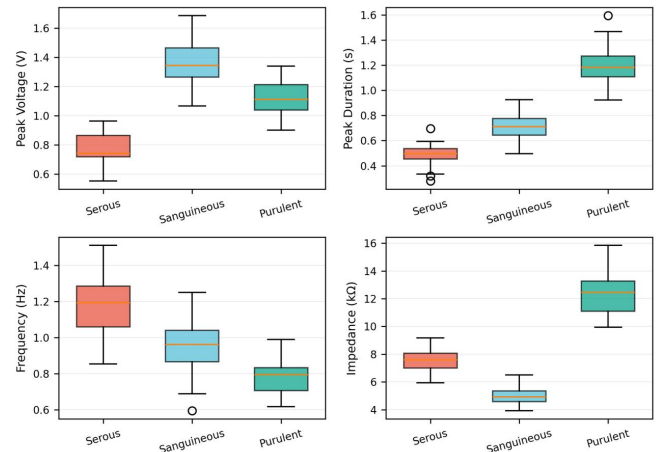 Peak Voltage (V)
1.6
1.4
1.2
1.0
0.8
0.6
Serous
Sanguineous
Purulent
Peak Duration (s)
1.6
1.4
1.2
1.0
0.8
0.6
0.4
Serous
Sanguineous
Purulent
Frequency (Hz)
1.4
1.2
1.0
0.8
0.6
Serous
Sanguineous
Purulent
Impedance (kΩ)
16
14
12
10
8
6
4
Serous
Sanguineous
Purulent